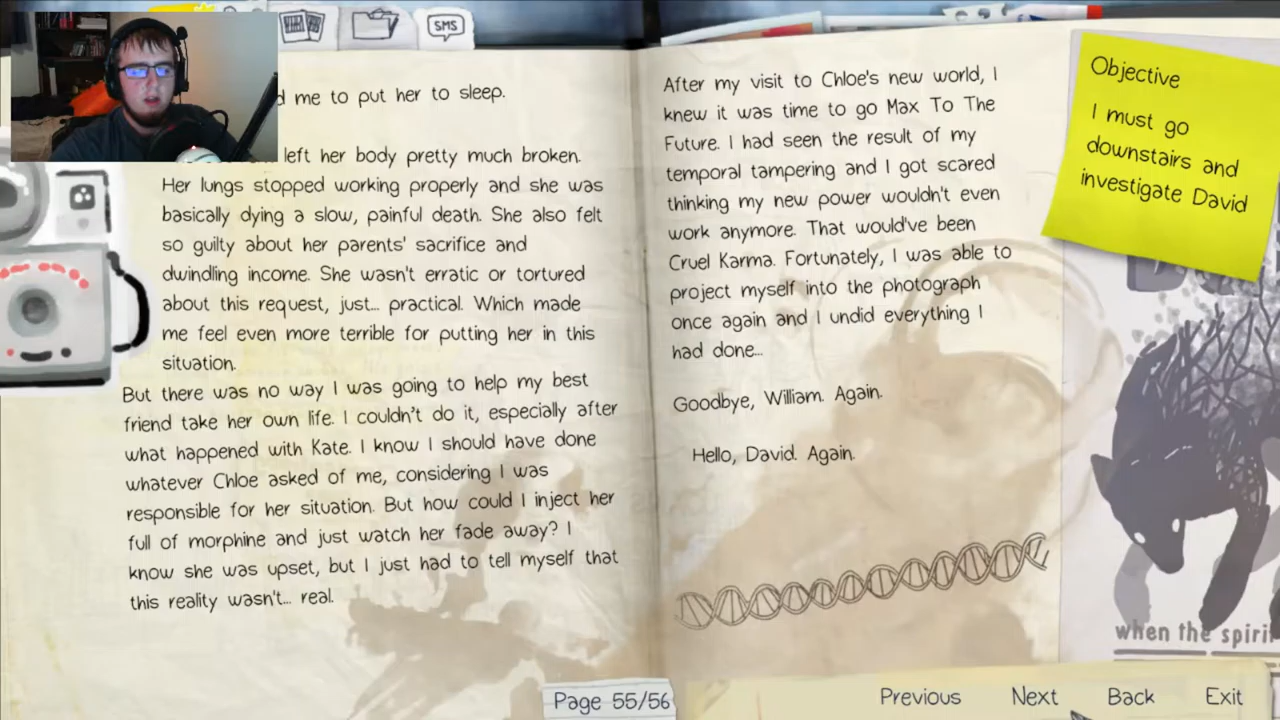 SMS
me to put her to sleep.
left her body pretty much broken.
Her lungs stopped working properly and she was
basically dying a slow, painful death. She also felt
so guilty about her parents' sacrifice and
dwindling income. She wasn't erratic or tortured
about this request, just... practical. Which made
me feel even more terrible for putting her in this
situation.
But there was no way I was going to help my best
friend take her own life. I couldn't do it, especially after
what happened with Kate. I know I should have done
whatever Chloe asked of me, considering I was
responsible for her situation. But how could I inject her
full of morphine and just watch her fade away? I
know she was upset, but I just had to tell myself that
this reality wasn't... real.
After my visit to Chloe's new world, I
knew it was time to go Max To The
Future. I had seen the result of my
temporal tampering and I got scared
thinking my new power wouldn't even
work anymore. That would've been
Cruel Karma. Fortunately, I was able to
project myself into the photograph
once again and I undid everything I
had done...
Goodbye, William. Again.
Hello, David. Again.
Objective
I must go
downstairs and
investigate David
when the
Page 55/56
Previous Next Back Exit